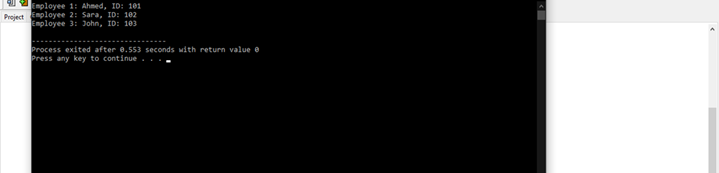 Employee 1: Ahmed, ID: 101
Employee 2: Sara, ID: 102
Employee 3: John, ID: 103
Project
--------------------------------
Process exited after 0.553 seconds with return value 0
Press any key to continue . . .